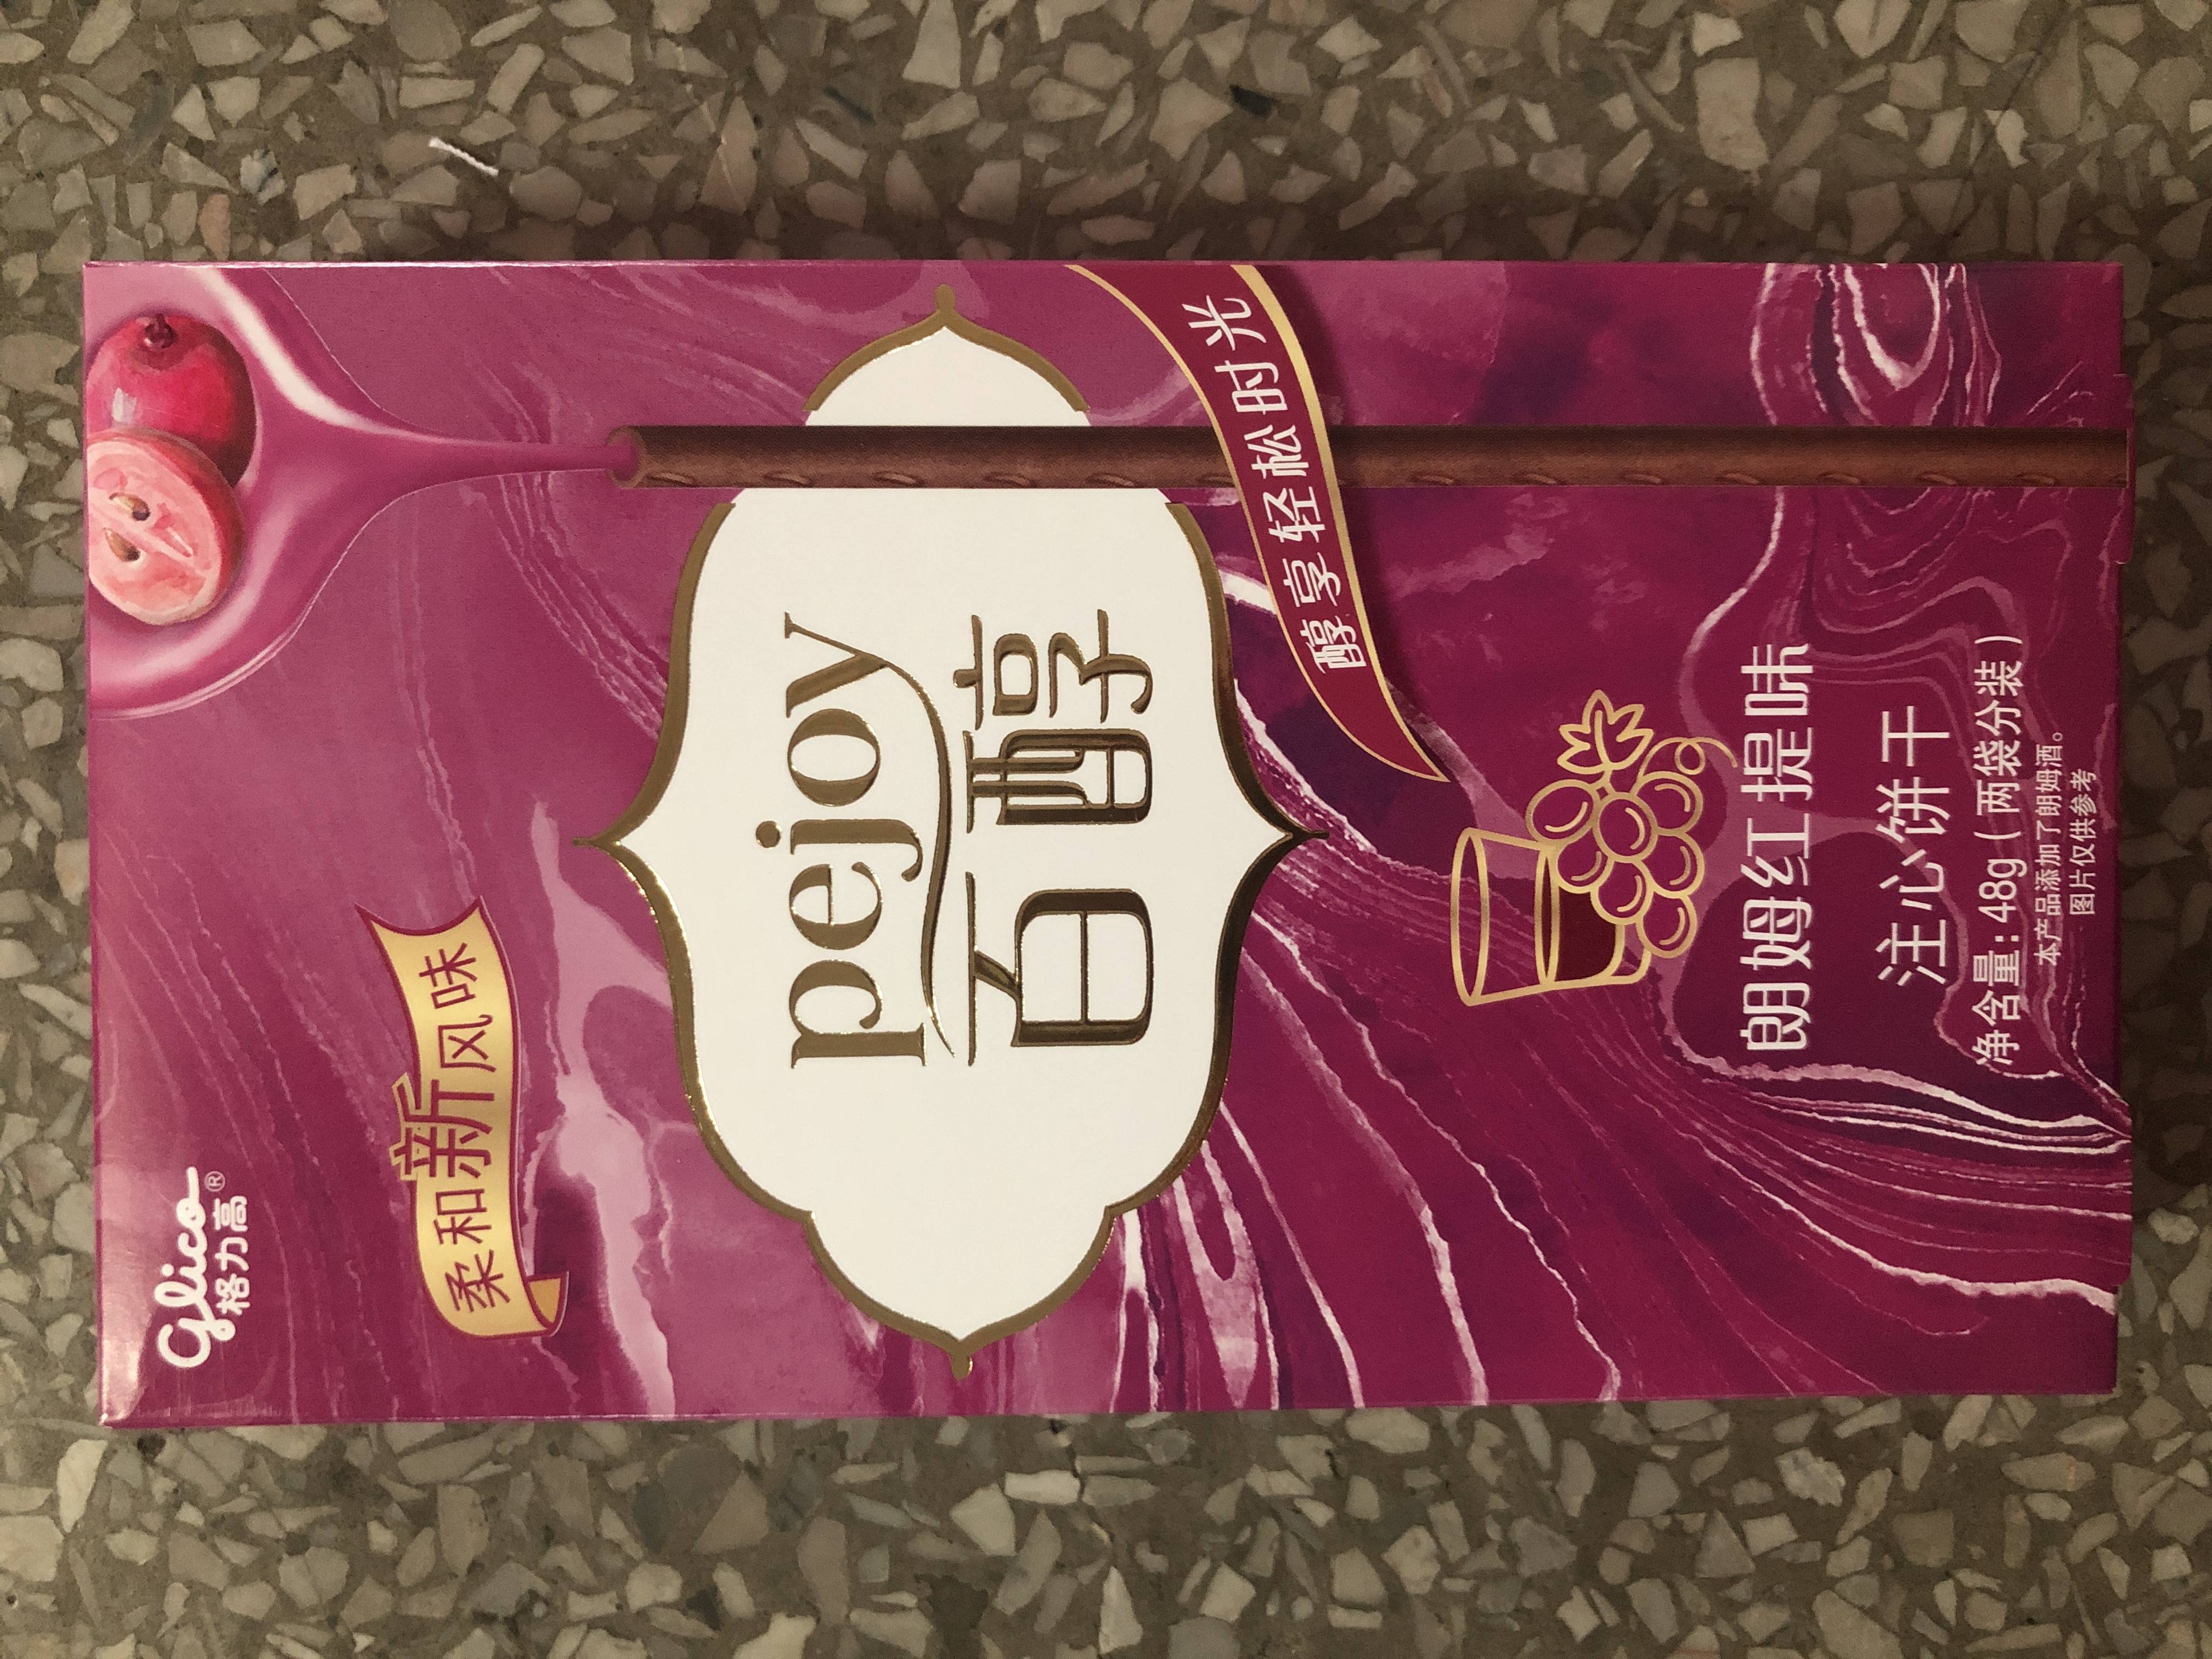 Glico®
格力高
柔和新风味
pejoy
百醇
醇享轻松时光
朗姆红提味
注心饼干
净含量:48g(两袋分装)
本产品添加了朗姆酒。
图片仅供参考